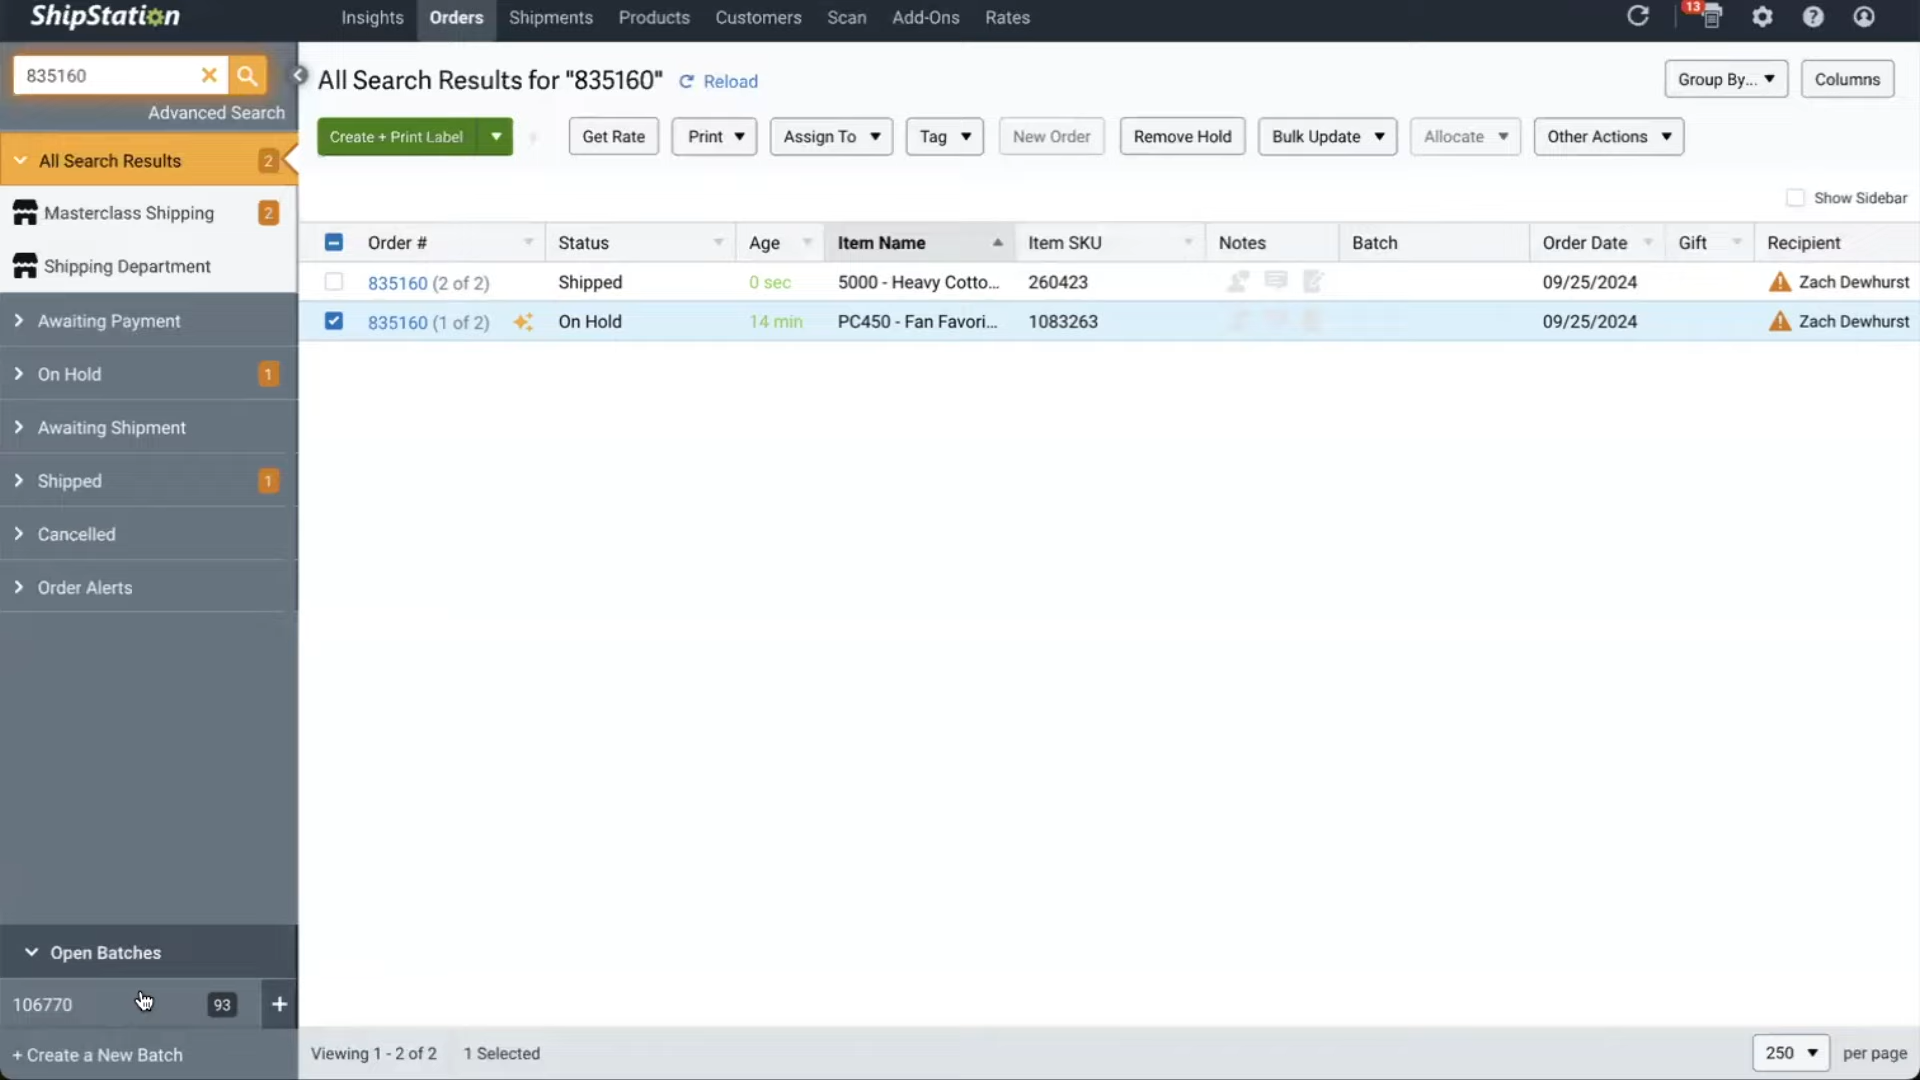 ShipStation
Insights
Orders
Shipments
Products
Customers
Scan
Add-Ons
Rates
13
835160
Advanced Search
All Search Results 2
Masterclass Shipping 2
Shipping Department
Awaiting Payment
On Hold 1
Awaiting Shipment
Shipped 1
Cancelled
Order Alerts
Open Batches
106770 93 +
+ Create a New Batch
All Search Results for "835160"
Reload
Group By...
Columns
Create + Print Label
Get Rate
Print
Assign To
Tag
New Order
Remove Hold
Bulk Update
Allocate
Other Actions
Show Sidebar
Order # Status Age Item Name Item SKU Notes Batch Order Date Gift Recipient
835160 (2 of 2) Shipped 0 sec 5000 - Heavy Cotto... 260423 09/25/2024 Zach Dewhurst
835160 (1 of 2) On Hold 14 min PC450 - Fan Favori... 1083263 09/25/2024 Zach Dewhurst
Viewing 1 - 2 of 2 1 Selected
250 per page